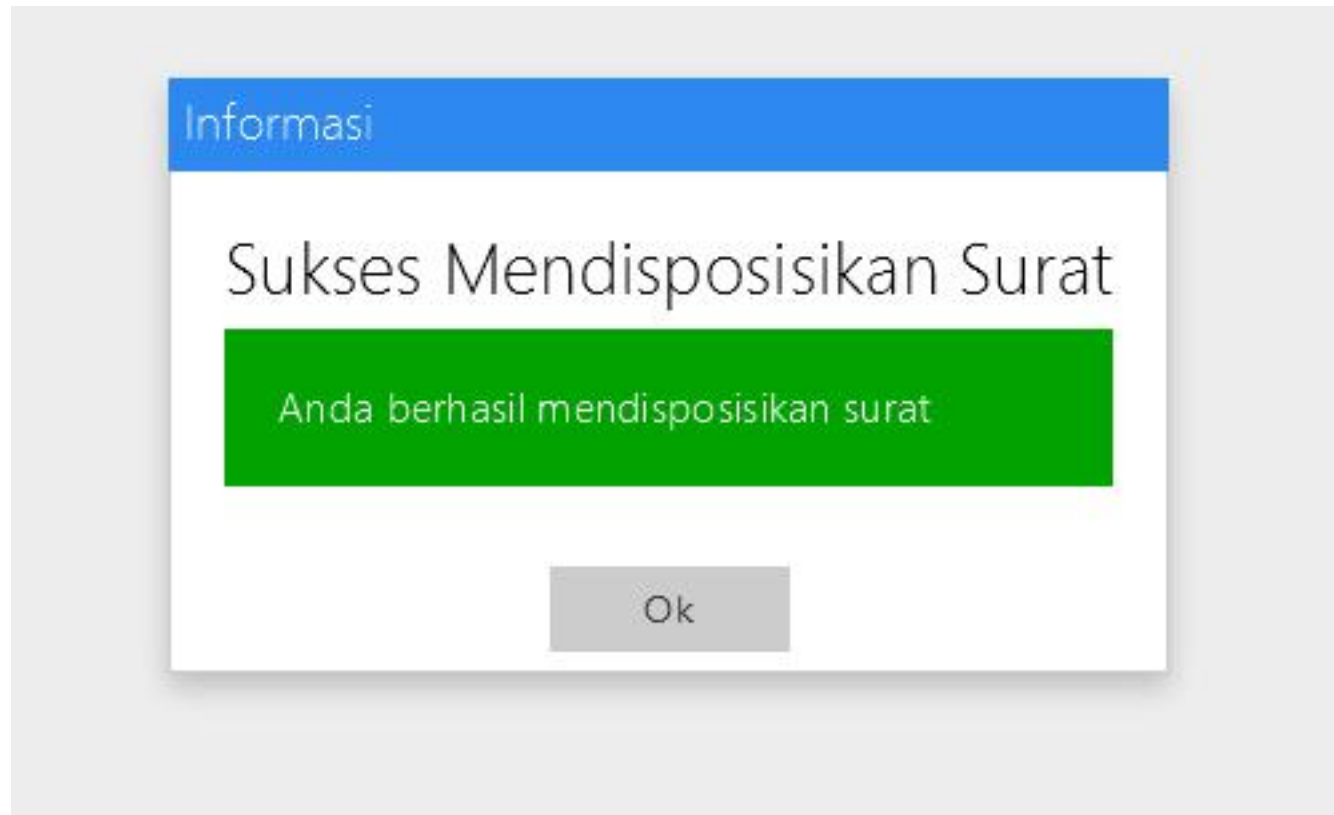 Informasi
Sukses Mendisposisikan Surat
Anda berhasil mendisposisikan surat
Ok